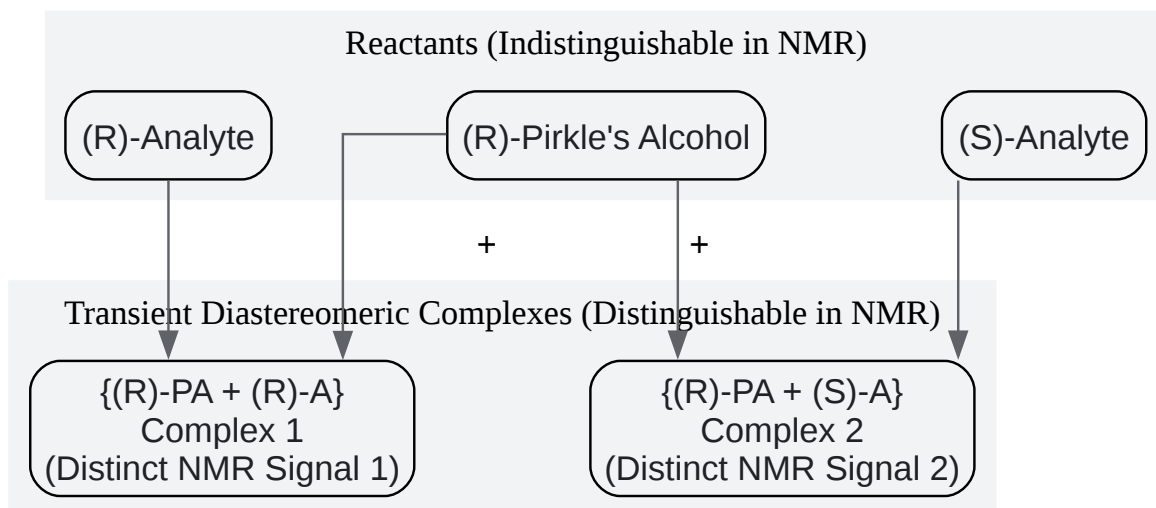 Reactants (Indistinguishable in NMR)
(R)-Analyte
(R)-Pirkle's Alcohol
(S)-Analyte
+
+
Transient Diastereomeric Complexes (Distinguishable in NMR)
{(R)-PA + (R)-A}
Complex 1
(Distinct NMR Signal 1)
{(R)-PA + (S)-A}
Complex 2
(Distinct NMR Signal 2)